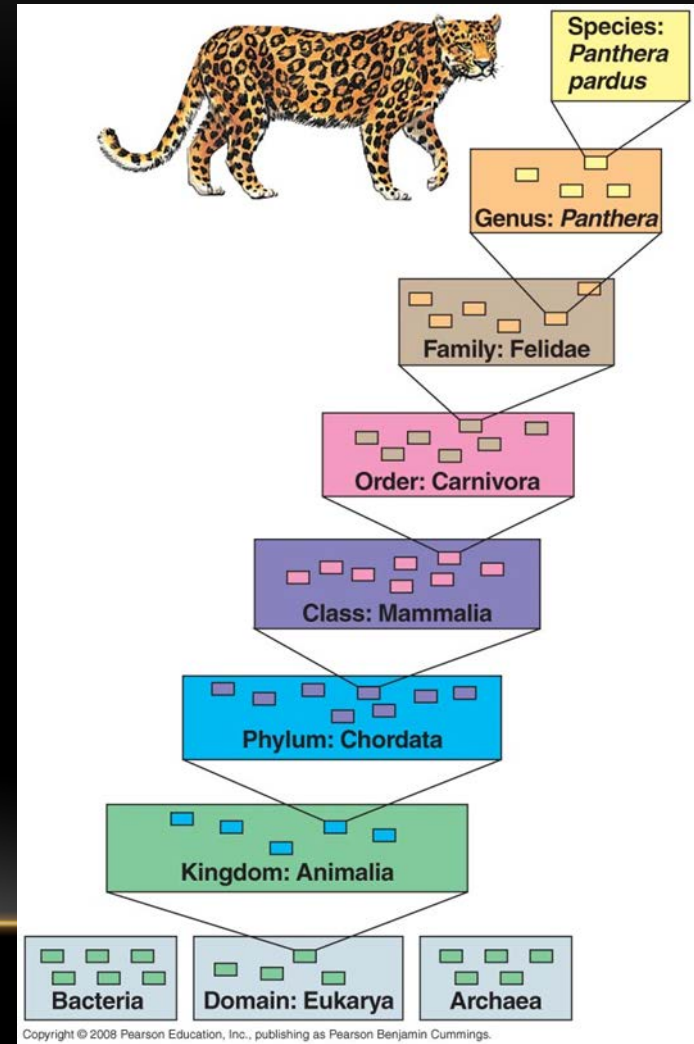 Species:
Panthera
pardus
Genus: Panthera
Family: Felidae
Order: Carnivora
Class: Mammalia
Phylum: Chordata
Kingdom: Animalia
Bacteria
Domain: Eukarya
Archaea
Copyright © 2008 Pearson Education, Inc., publishing as Pearson Benjamin Cummings.